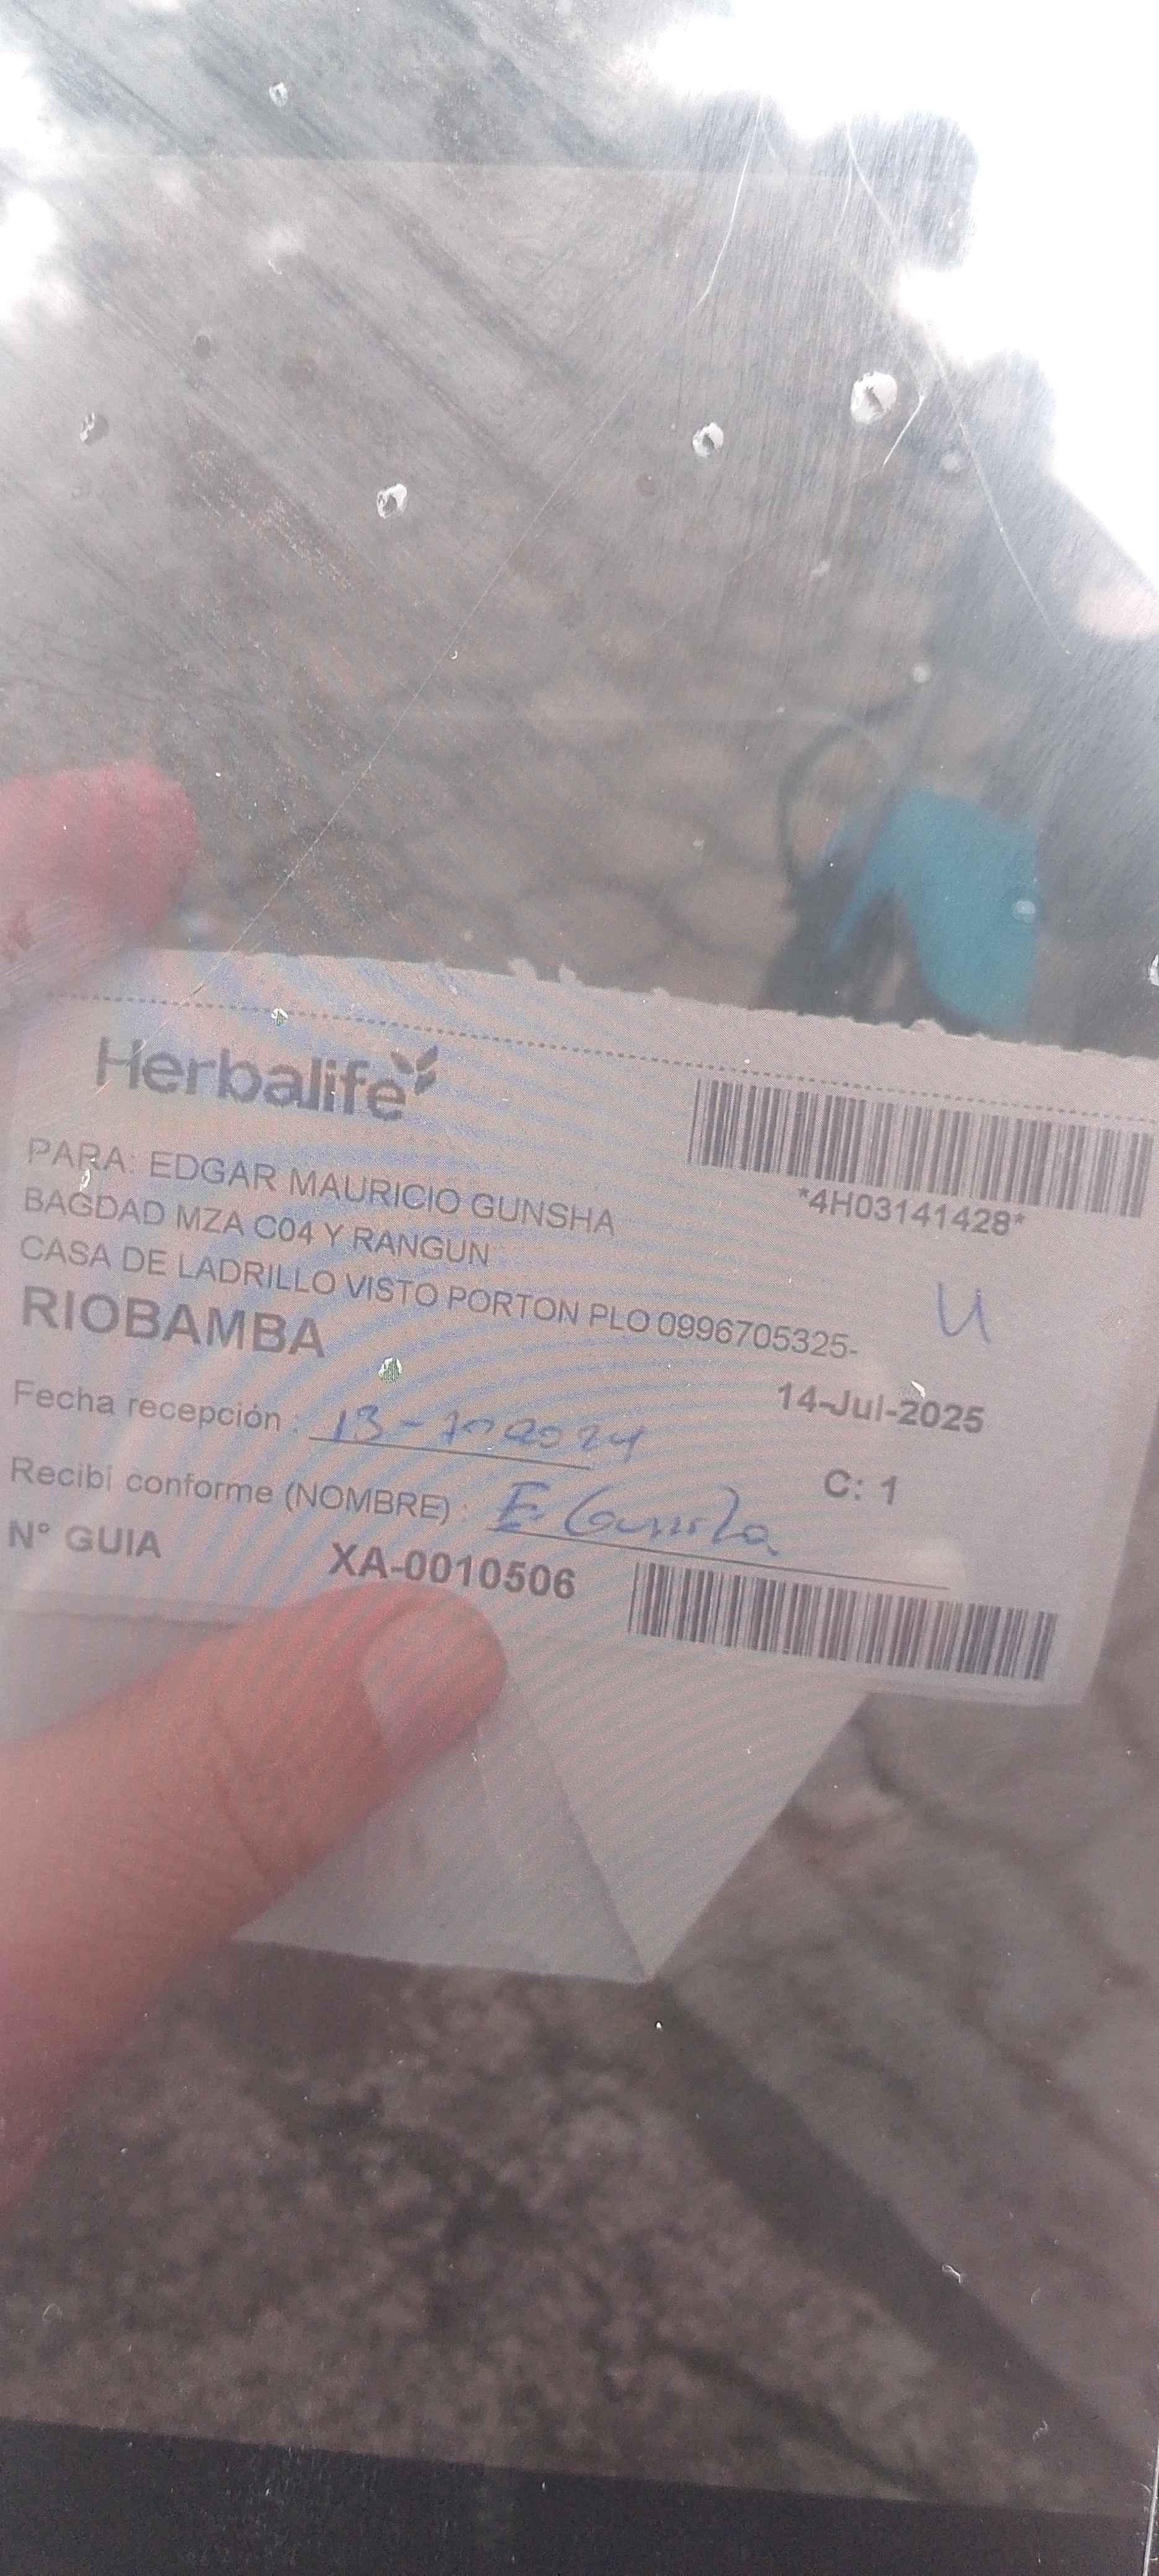 Herbalife
*4H03141428*
PARA: EDGAR MAURICIO GUNSHA
BAGDAD MZA C04 Y RANGUN
CASA DE LADRILLO VISTO PORTON PLO 0996705325-
RIOBAMBA
U
14-Jul-2025
Fecha recepción :
C: 1
Recibí conforme (NOMBRE) : E Gunsha
N° GUIA XA-0010506